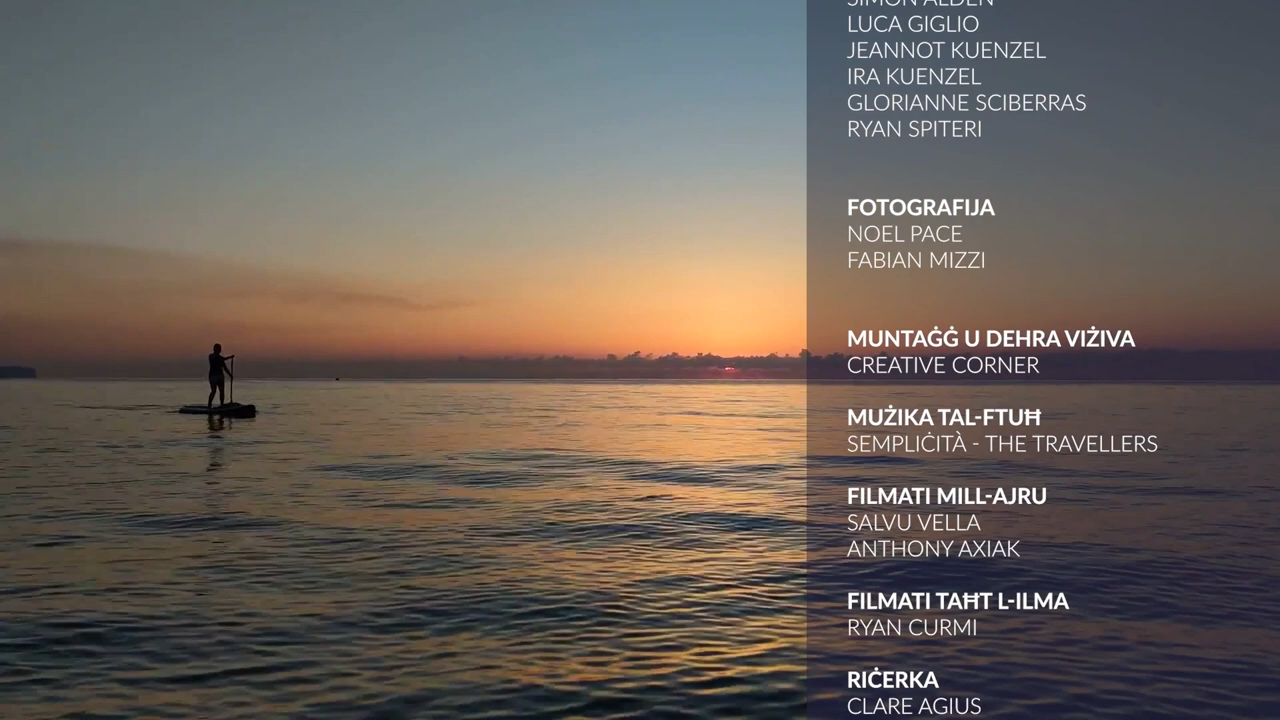 SIMON ALDEN
LUCA GIGLIO
JEANNOT KUENZEL
IRA KUENZEL
GLORIANNE SCIBERRAS
RYAN SPITERI
FOTOGRAFIJA
NOEL PACE
FABIAN MIZZI
MUNTAĠĠ U DEHRA VIŻIVA
CREATIVE CORNER
MUŻIKA TAL-FTUĦ
SEMPLIĊITÀ - THE TRAVELLERS
FILMATI MILL-AJRU
SALVU VELLA
ANTHONY AXIAK
FILMATI TAĦT L-ILMA
RYAN CURMI
RIĊERKA
CLARE AGIUS